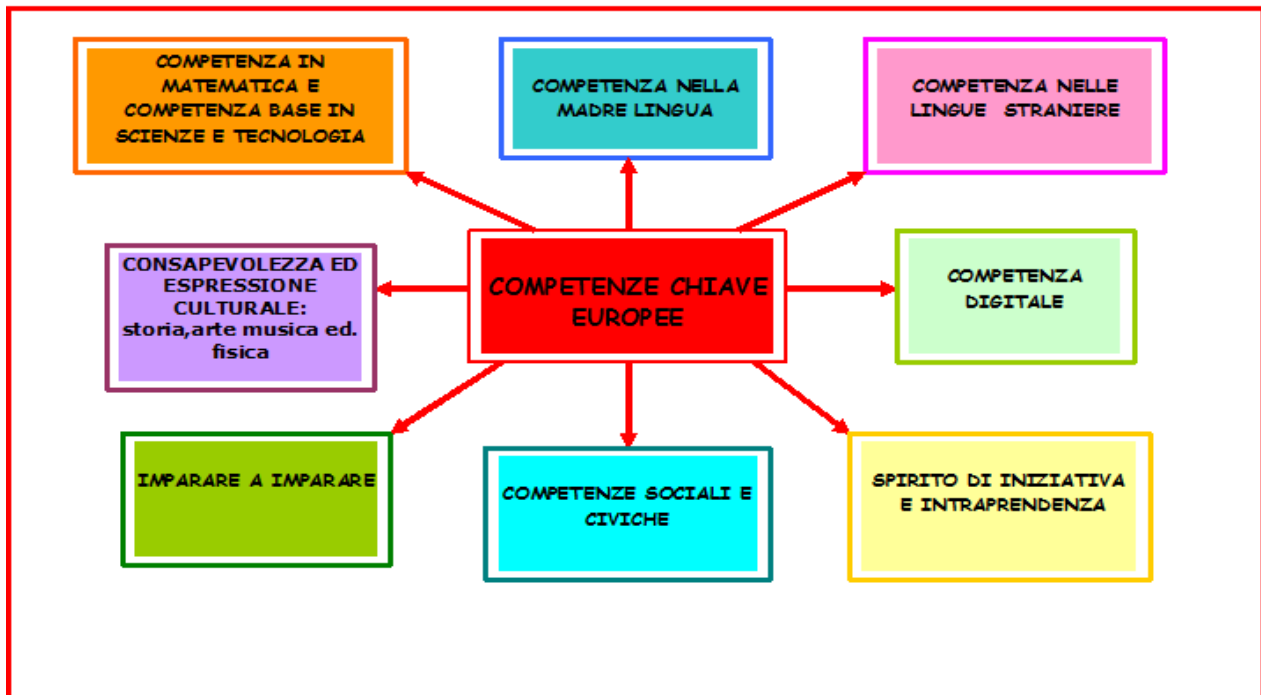 COMPETENZA IN
MATEMATICA E
COMPETENZA BASE IN
SCIENZE E TECNOLOGIA
COMPETENZA NELLA
MADRE LINGUA
COMPETENZA NELLE
LINGUE STRANIERE
CONSAPEVOLEZZA ED
ESPRESSIONE
CULTURALE:
storia,arte musica ed.
fisica
COMPETENZE CHIAVE
EUROPEE
COMPETENZA
DIGITALE
IMPARARE A IMPARARE
COMPETENZE SOCIALI E
CIVICHE
SPIRITO DI INIZIATIVA
E INTRAPRENDENZA